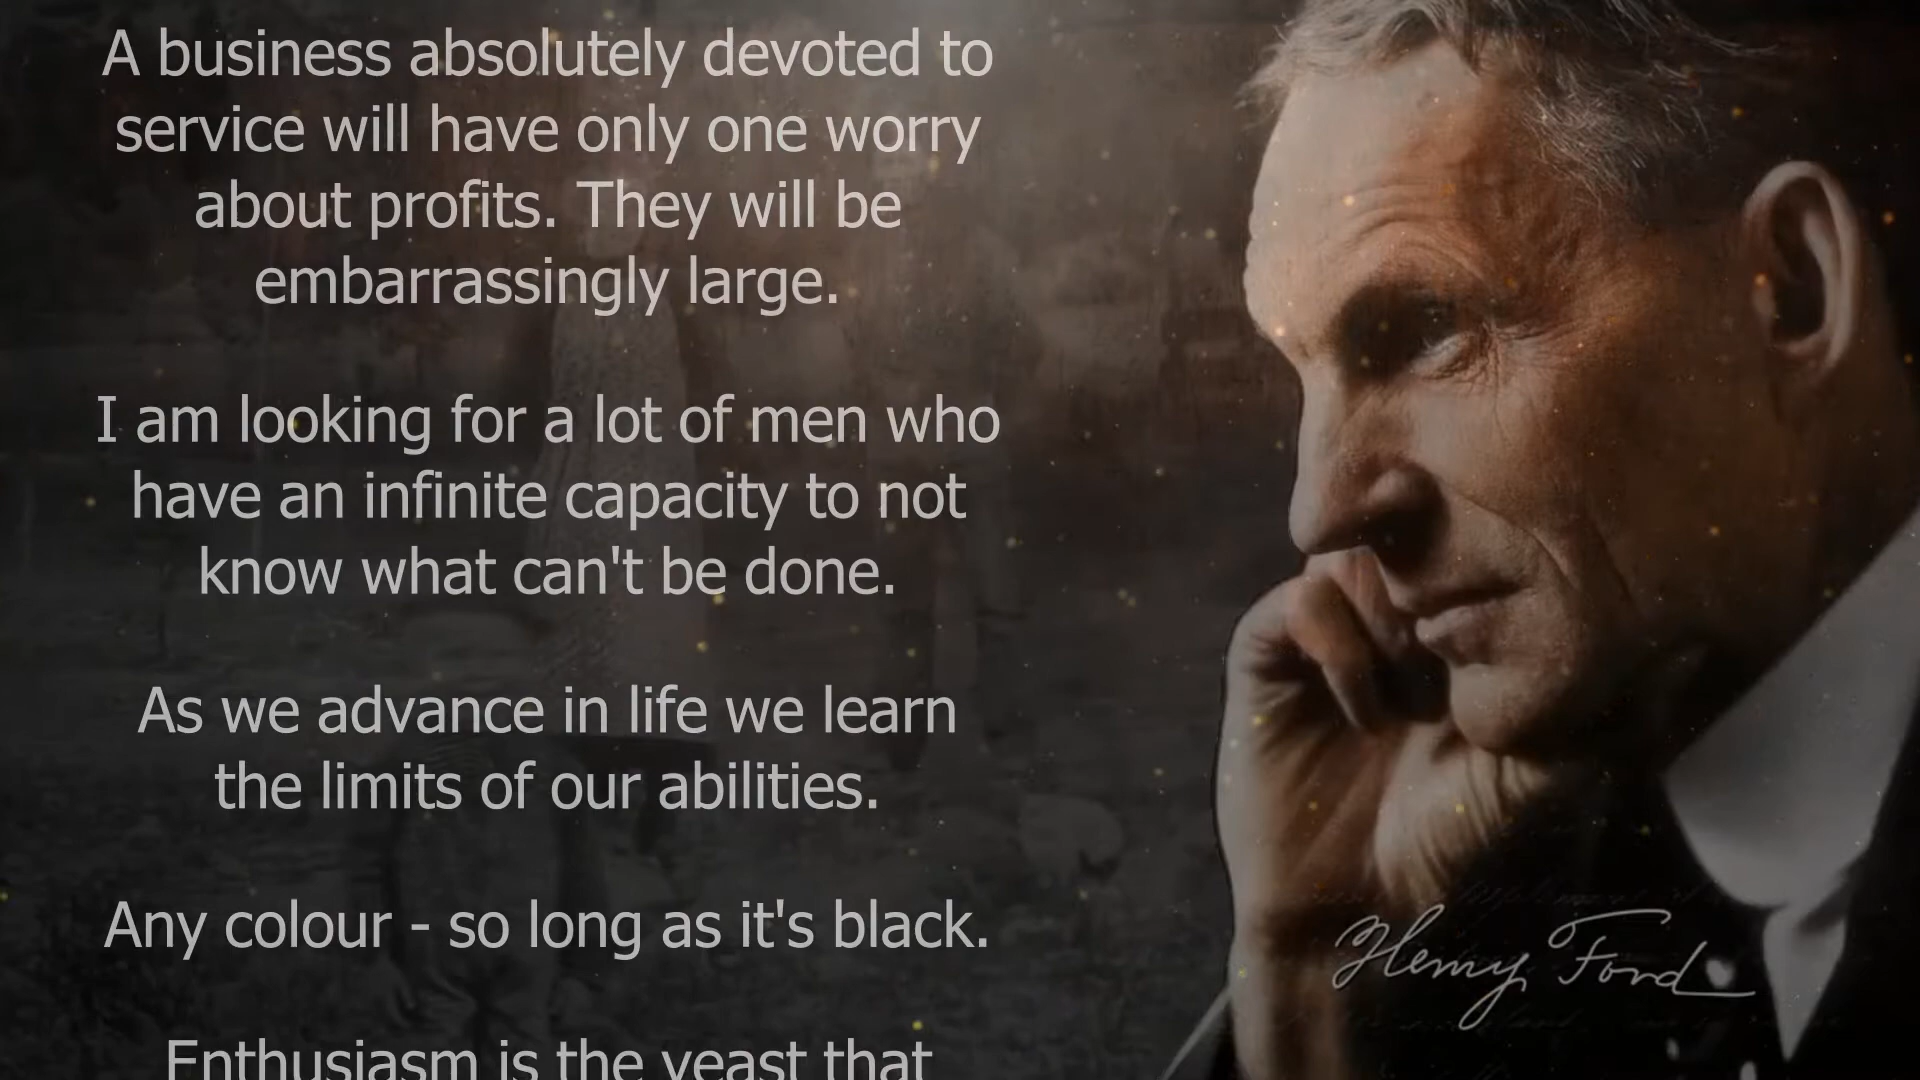 A business absolutely devoted to
service will have only one worry
about profits. They will be
embarrassingly large.
I am looking for a lot of men who
have an infinite capacity to not
know what can't be done.
As we advance in life we learn
the limits of our abilities.
Any colour - so long as it's black.
Enthusiasm is the yeast that
Henry Ford